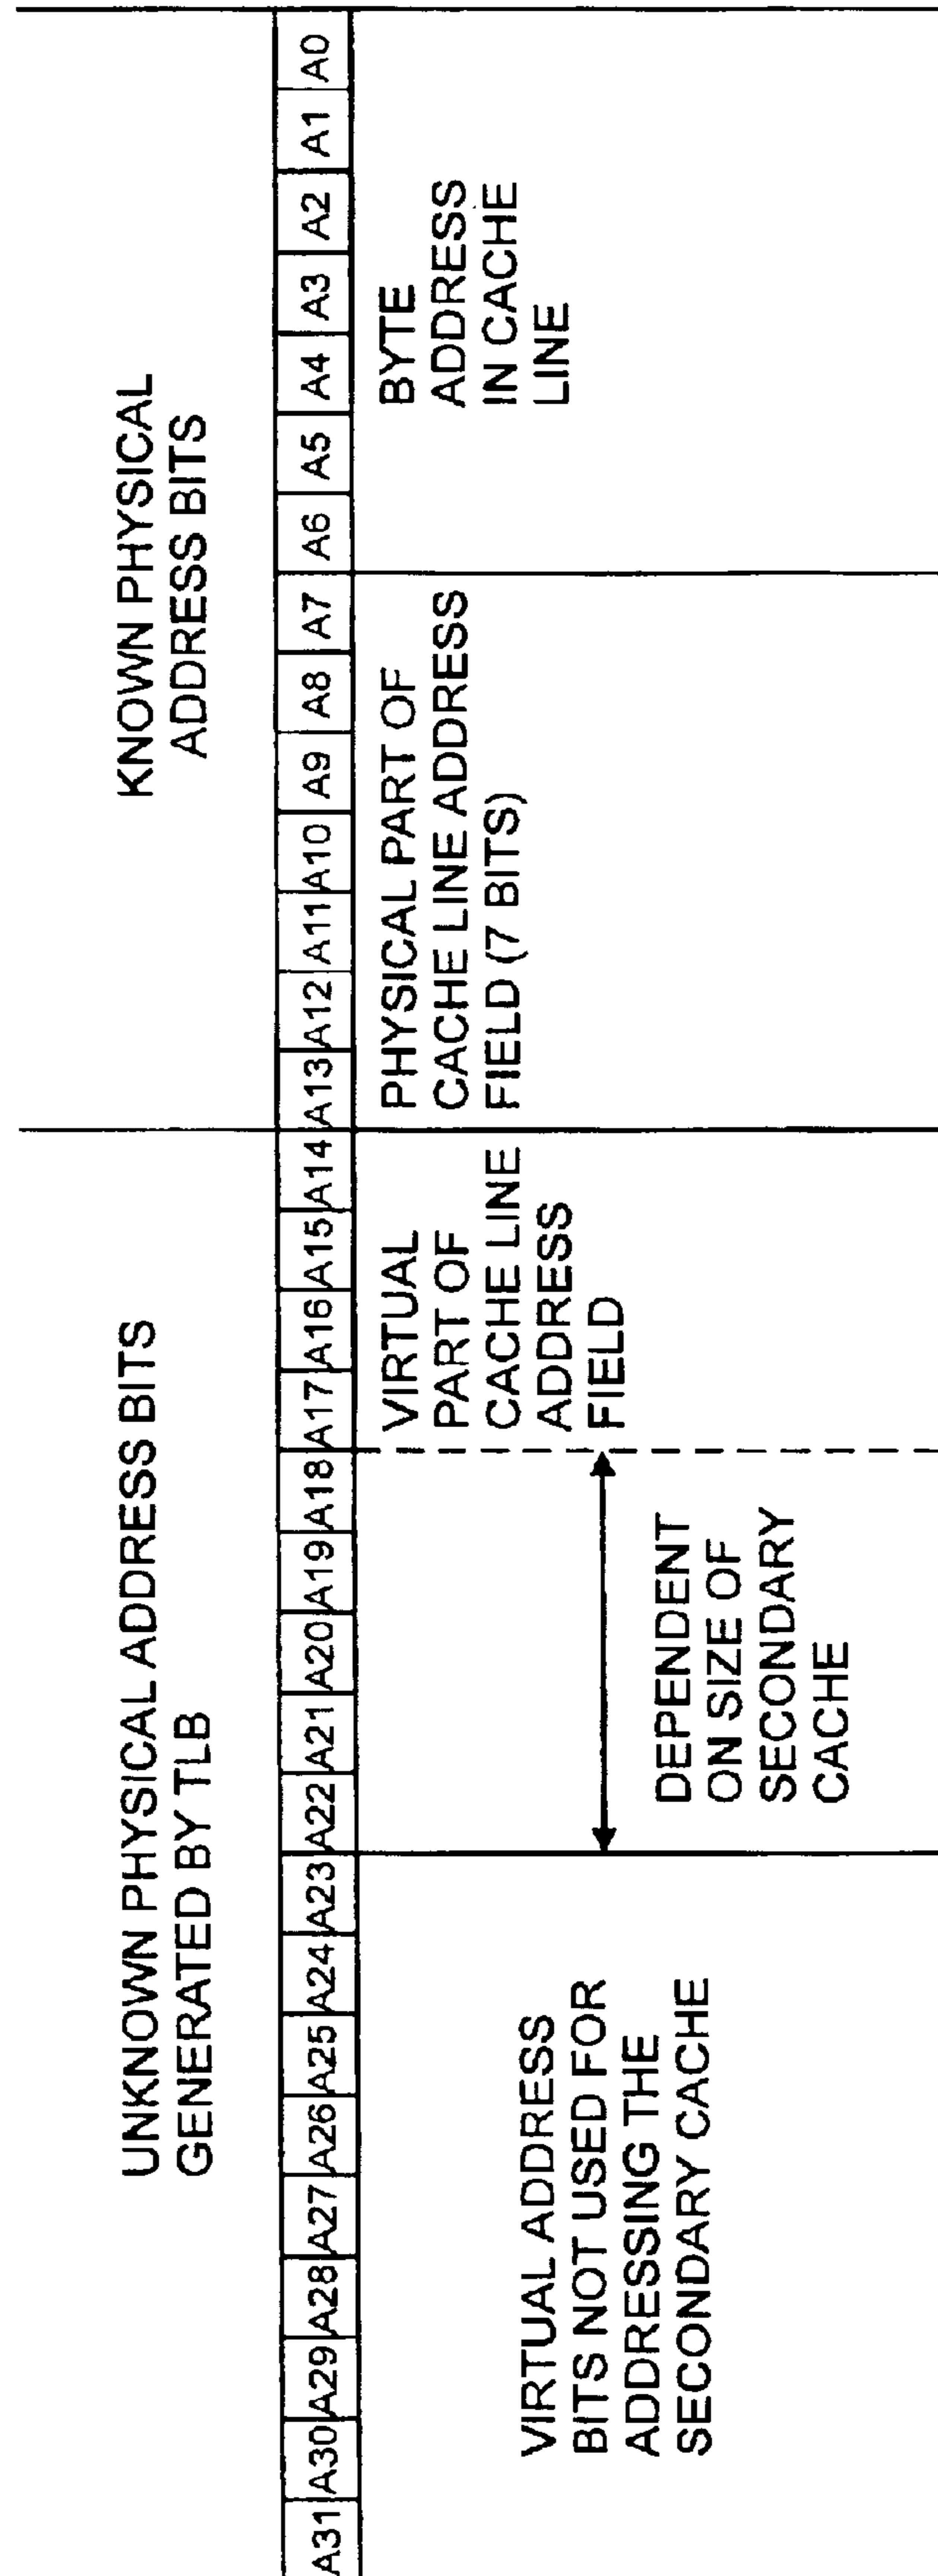 UNKNOWN PHYSICAL ADDRESS BITS
GENERATED BY TLB
KNOWN PHYSICAL
ADDRESS BITS
A31 A30 A29 A28 A27 A26 A25 A24 A23 A22 A21 A20 A19 A18 A17 A16 A15 A14 A13 A12 A11 A10 A9 A8 A7 A6 A5 A4 A3 A2 A1 A0
VIRTUAL ADDRESS
BITS NOT USED FOR
ADDRESSING THE
SECONDARY CACHE
DEPENDENT
ON SIZE OF
SECONDARY
CACHE
VIRTUAL
PART OF
CACHE LINE
ADDRESS
FIELD
PHYSICAL PART OF
CACHE LINE ADDRESS
FIELD (7 BITS)
BYTE
ADDRESS
IN CACHE
LINE